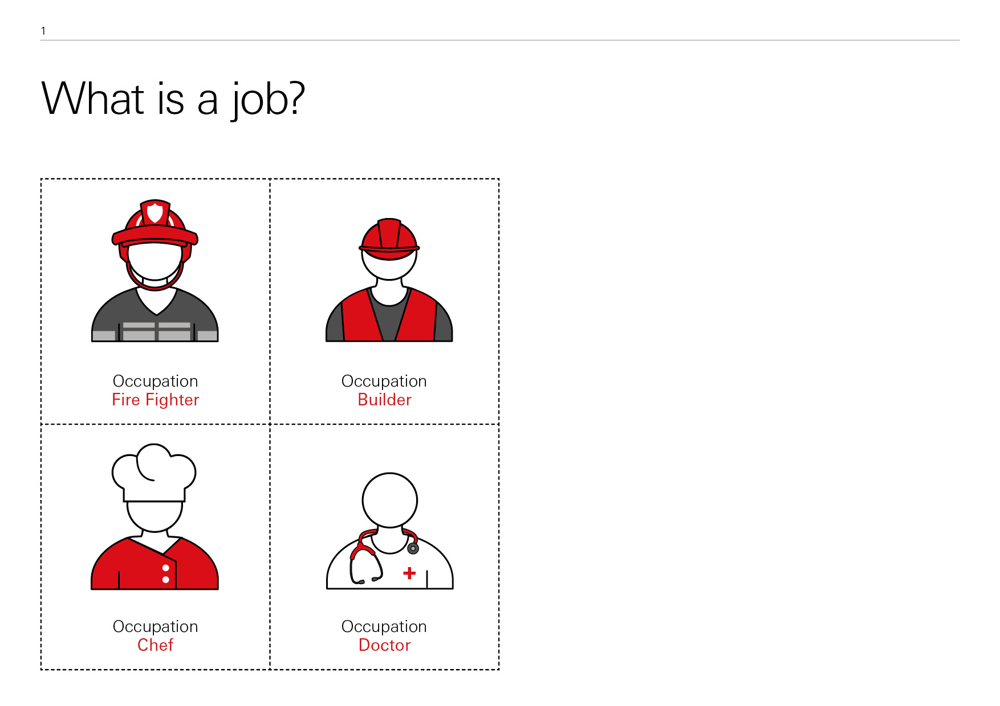 1
What is a job?
Occupation
Fire Fighter
Occupation
Builder
Occupation
Chef
Occupation
Doctor